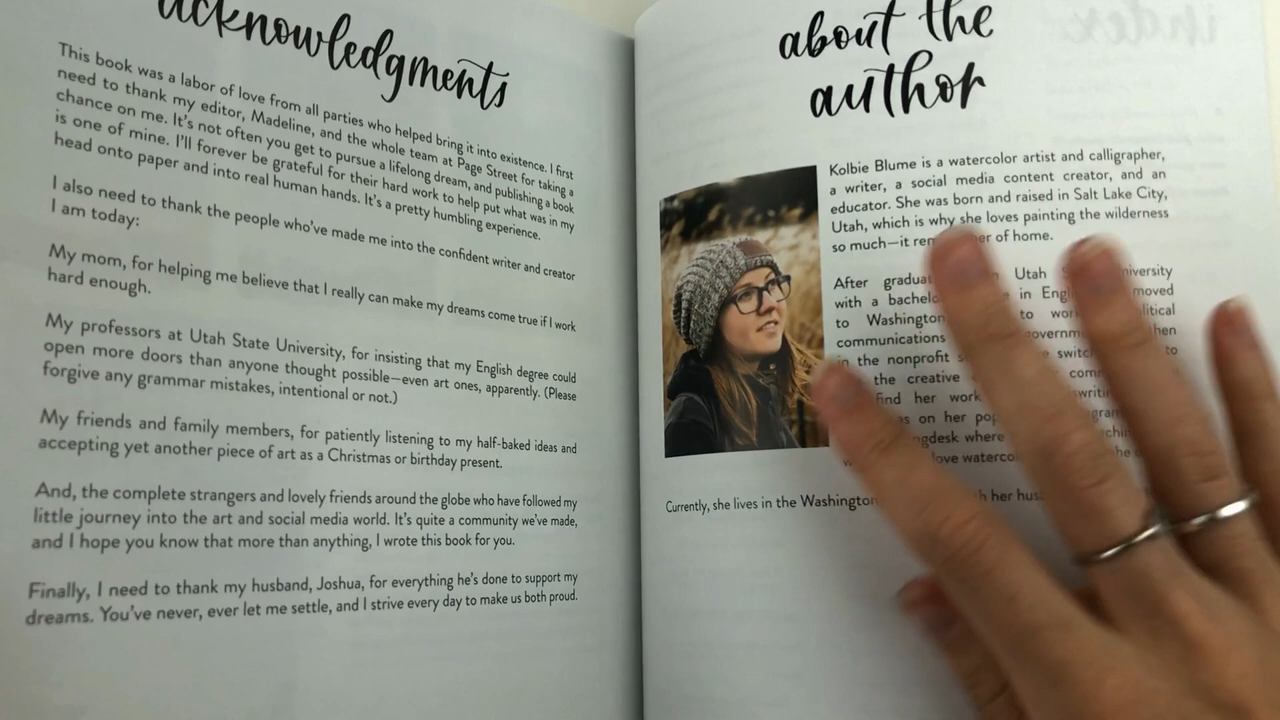 acknowledgments
This book was a labor of love from all parties who helped bring it into existence. I first
need to thank my editor, Madeline, and the whole team at Page Street for taking a
chance on me. It's not often you get to pursue a lifelong dream, and publishing a book
is one of mine. I'll forever be grateful for their hard work to help put what was in my
head onto paper and into real human hands. It's a pretty humbling experience.
I also need to thank the people who've made me into the confident writer and creator
I am today:
My mom, for helping me believe that I really can make my dreams come true if I work
hard enough.
My professors at Utah State University, for insisting that my English degree could
open more doors than anyone thought possible—even art ones, apparently. (Please
forgive any grammar mistakes, intentional or not.)
My friends and family members, for patiently listening to my half-baked ideas and
accepting yet another piece of art as a Christmas or birthday present.
And, the complete strangers and lovely friends around the globe who have followed my
little journey into the art and social media world. It's quite a community we've made,
and I hope you know that more than anything, I wrote this book for you.
Finally, I need to thank my husband, Joshua, for everything he's done to support my
dreams. You've never, ever let me settle, and I strive every day to make us both proud.
about the
author
Kolbie Blume is a watercolor artist and calligrapher,
a writer, a social media content creator, and an
educator. She was born and raised in Salt Lake City,
Utah, which is why she loves painting the wilderness
so much—it of home.
After Utah
with a in moved
to Washington to
communications
in the nonprofit
the creative
find her
on her
where
love
Currently, she lives in the Washington her